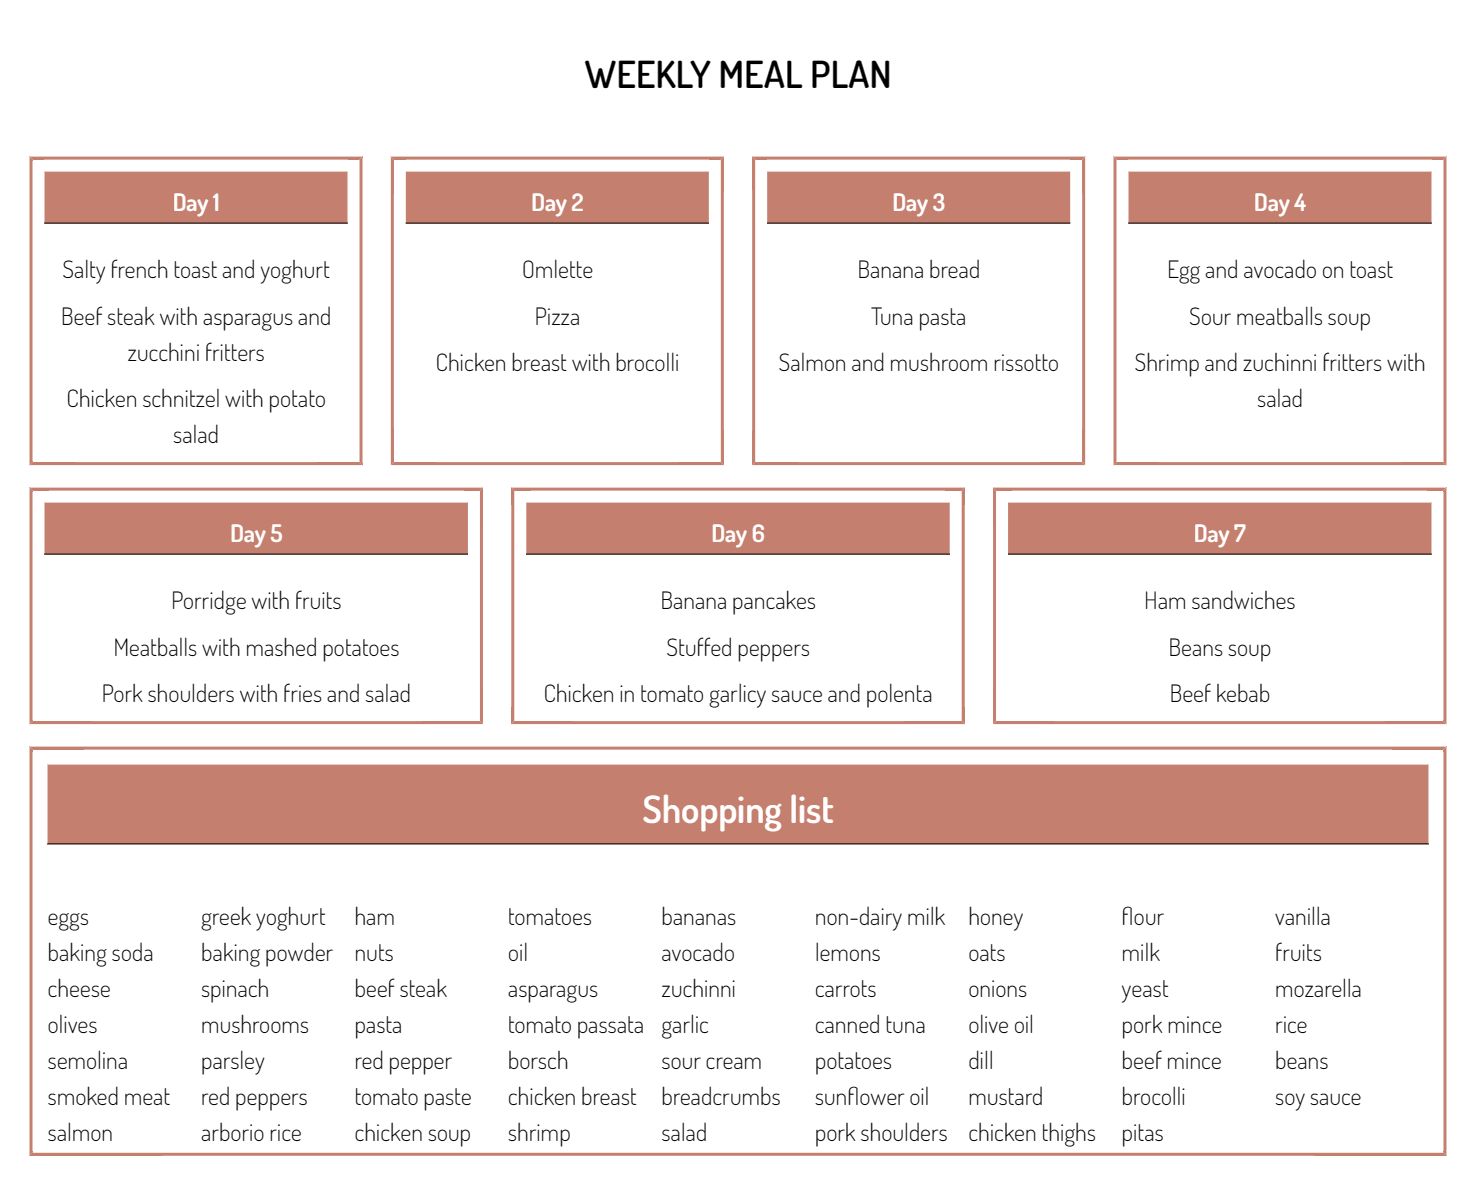 WEEKLY MEAL PLAN
Day 1
Salty french toast and yoghurt
Beef steak with asparagus and
zucchini fritters
Chicken schnitzel with potato
salad
Day 2
Omlette
Pizza
Chicken breast with brocolli
Day 3
Banana bread
Tuna pasta
Salmon and mushroom rissotto
Day 4
Egg and avocado on toast
Sour meatballs soup
Shrimp and zuchinni fritters with
salad
Day 5
Porridge with fruits
Meatballs with mashed potatoes
Pork shoulders with fries and salad
Day 6
Banana pancakes
Stuffed peppers
Chicken in tomato garlicy sauce and polenta
Day 7
Ham sandwiches
Beans soup
Beef kebab
Shopping list
eggs greek yoghurt ham tomatoes bananas non-dairy milk honey flour vanilla
baking soda baking powder nuts oil avocado lemons oats milk fruits
cheese spinach beef steak asparagus zuchinni carrots onions yeast mozarella
olives mushrooms pasta tomato passata garlic canned tuna olive oil pork mince rice
semolina parsley red pepper borsch sour cream potatoes dill beef mince beans
smoked meat red peppers tomato paste chicken breast breadcrumbs sunflower oil mustard brocolli soy sauce
salmon arborio rice chicken soup shrimp salad pork shoulders chicken thighs pitas